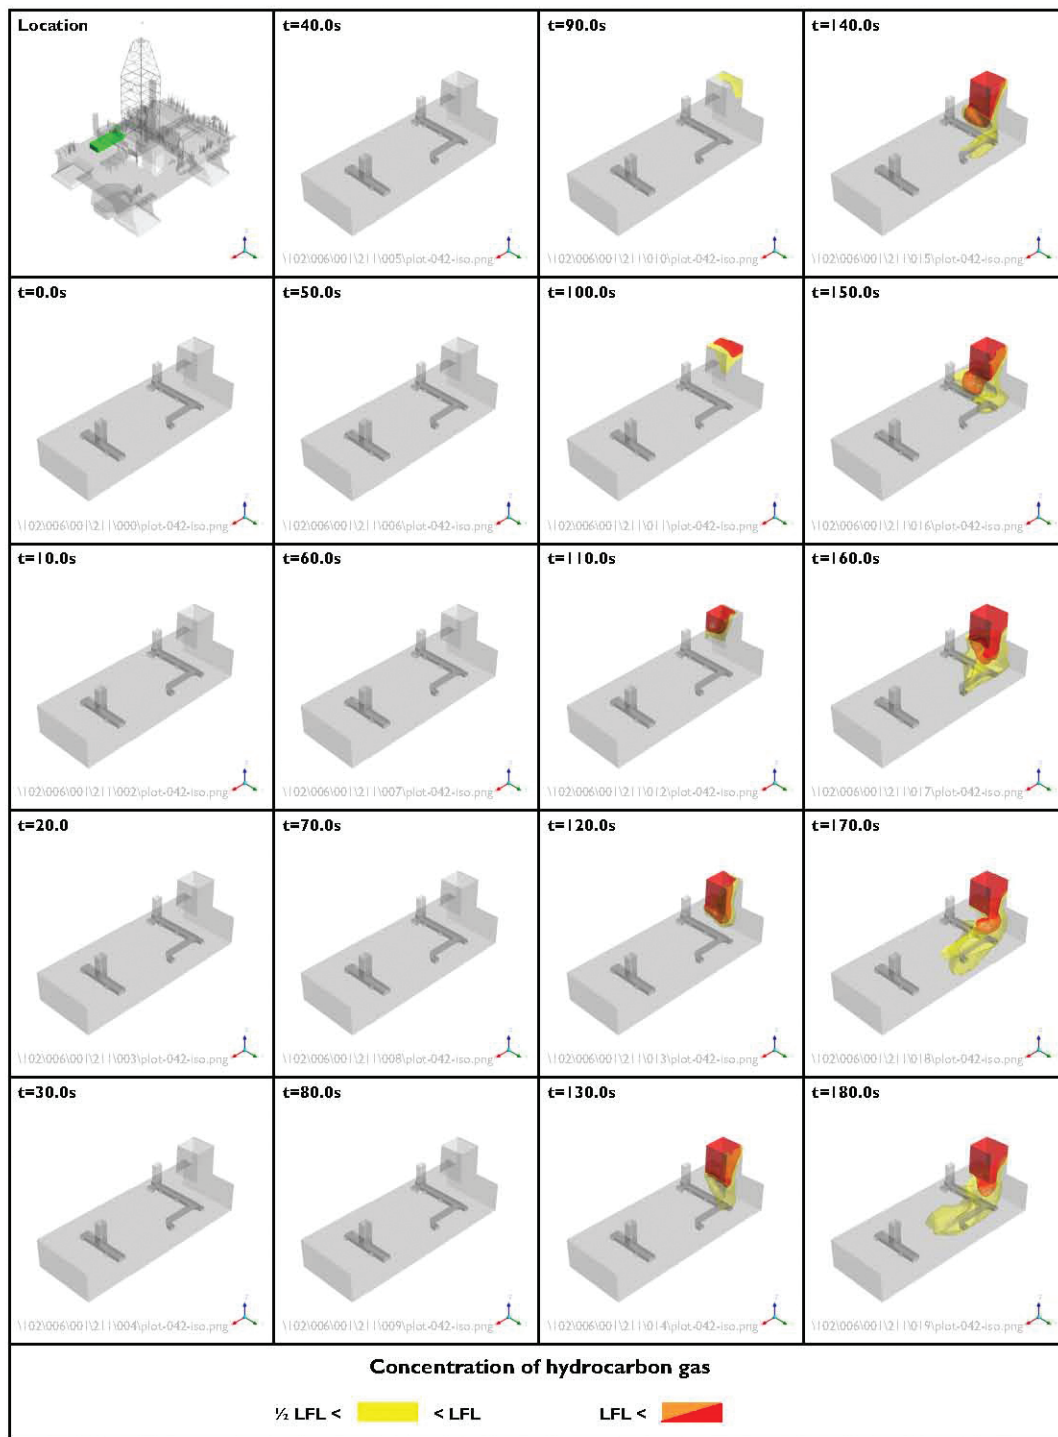 Location
t=0.0s
\102\006\001\211\000\plot-042-iso.png
t=10.0s
\102\006\001\211\002\plot-042-iso.png
t=20.0
\102\006\001\211\003\plot-042-iso.png
t=30.0s
\102\006\001\211\004\plot-042-iso.png
t=40.0s
\102\006\001\211\005\plot-042-iso.png
t=50.0s
\102\006\001\211\006\plot-042-iso.png
t=60.0s
\102\006\001\211\007\plot-042-iso.png
t=70.0s
\102\006\001\211\008\plot-042-iso.png
t=80.0s
\102\006\001\211\009\plot-042-iso.png
t=90.0s
\102\006\001\211\010\plot-042-iso.png
t=100.0s
\102\006\001\211\011\plot-042-iso.png
t=110.0s
\102\006\001\211\012\plot-042-iso.png
t=120.0s
\102\006\001\211\013\plot-042-iso.png
t=130.0s
\102\006\001\211\014\plot-042-iso.png
t=140.0s
\102\006\001\211\015\plot-042-iso.png
t=150.0s
\102\006\001\211\016\plot-042-iso.png
t=160.0s
\102\006\001\211\017\plot-042-iso.png
t=170.0s
\102\006\001\211\018\plot-042-iso.png
t=180.0s
\102\006\001\211\019\plot-042-iso.png
Concentration of hydrocarbon gas
½ LFL < < LFL LFL <